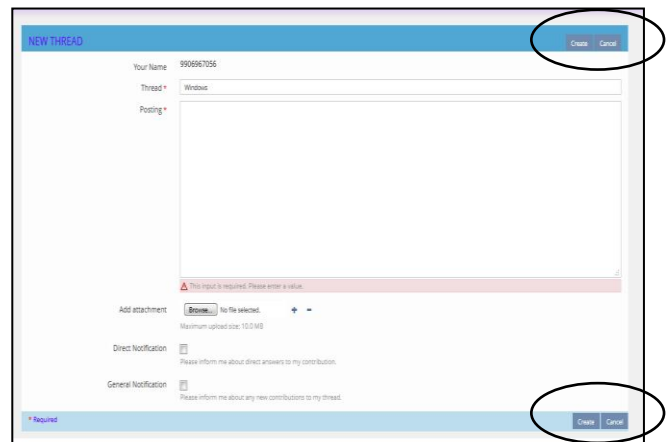 NEW THREAD Create Cancel
Your Name 9906967056
Thread * Windows
Posting *
This input is required. Please enter a value.
Add attachment Browse... No file selected. + -
Maximum upload size: 10.0 MB
Direct Notification
Please inform me about direct answers to my contribution.
General Notification
Please inform me about any new contributions to my thread.
* Required Create Cancel